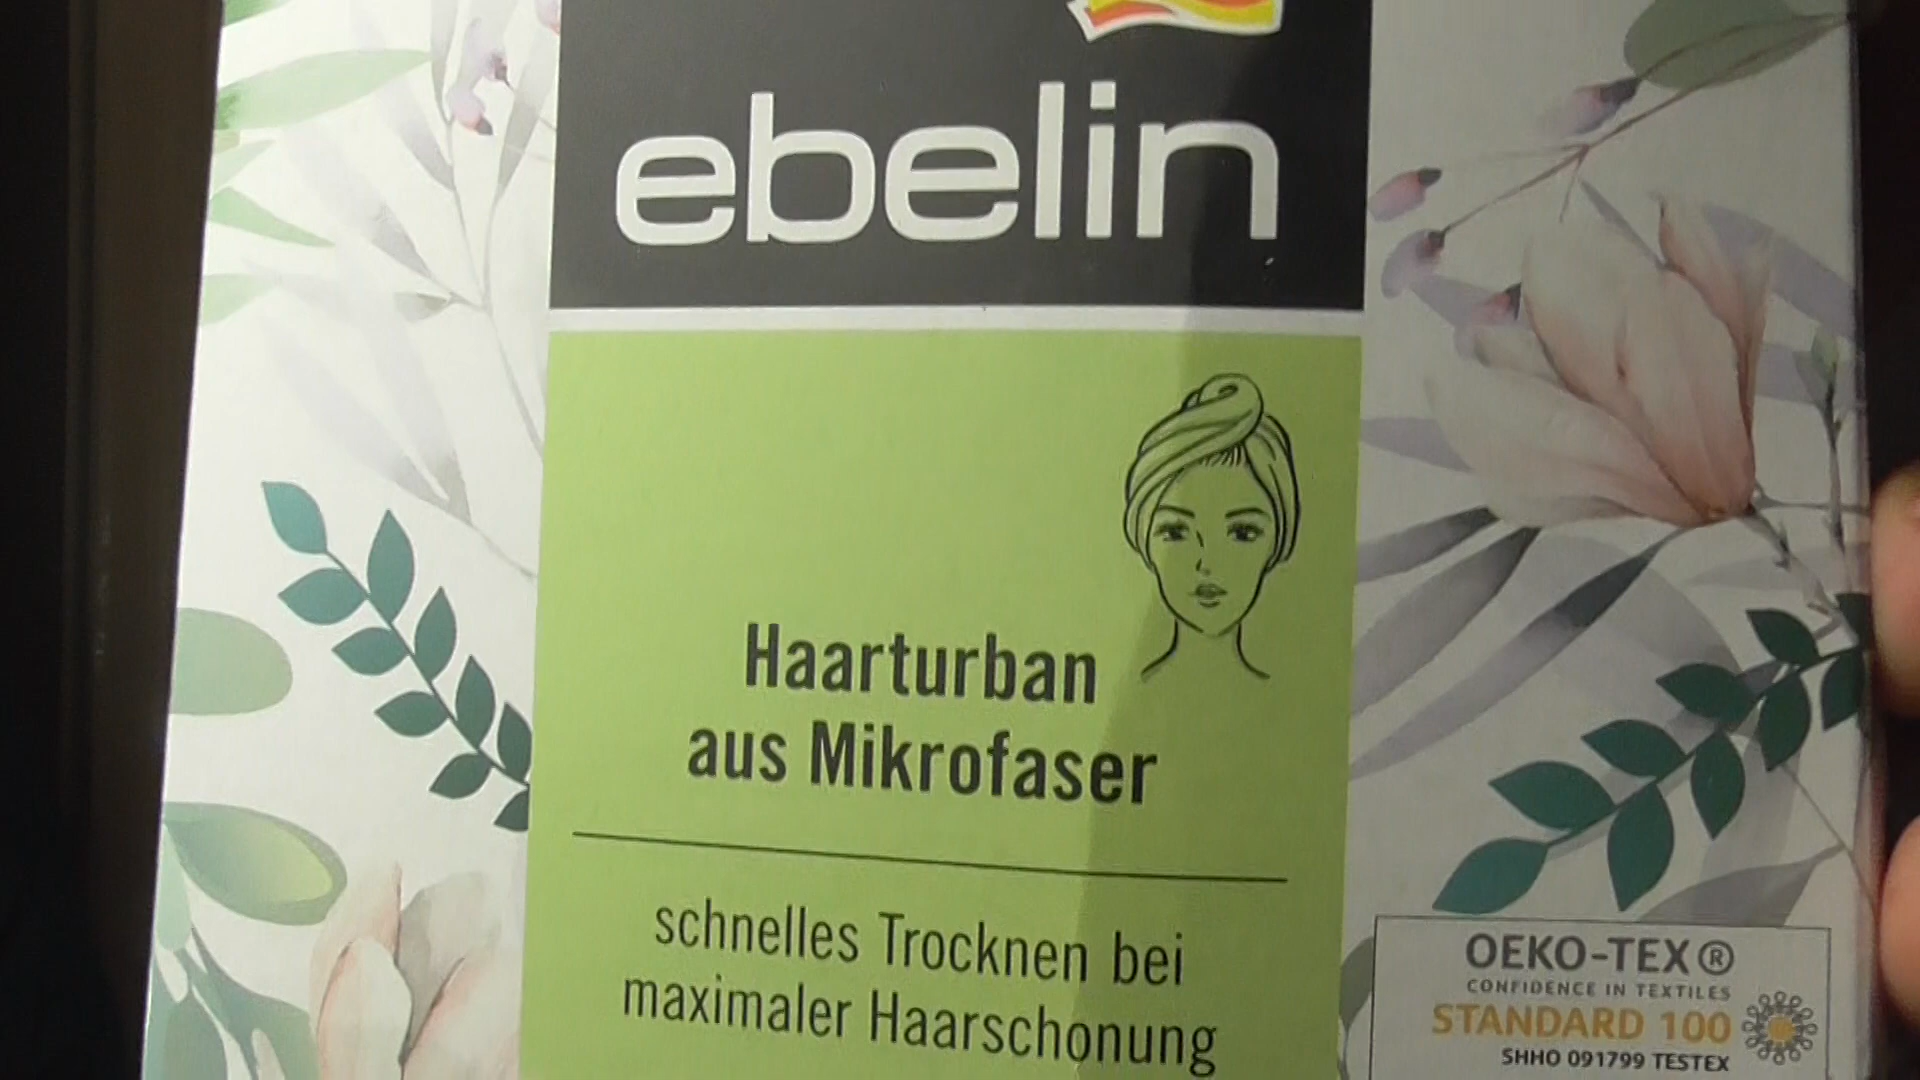 ebelin
Haarturban
aus Mikrofaser
schnelles Trocknen bei
maximaler Haarschonung
OEKO-TEX®
CONFIDENCE IN TEXTILES
STANDARD 100
SHHO 091799 TESTEX